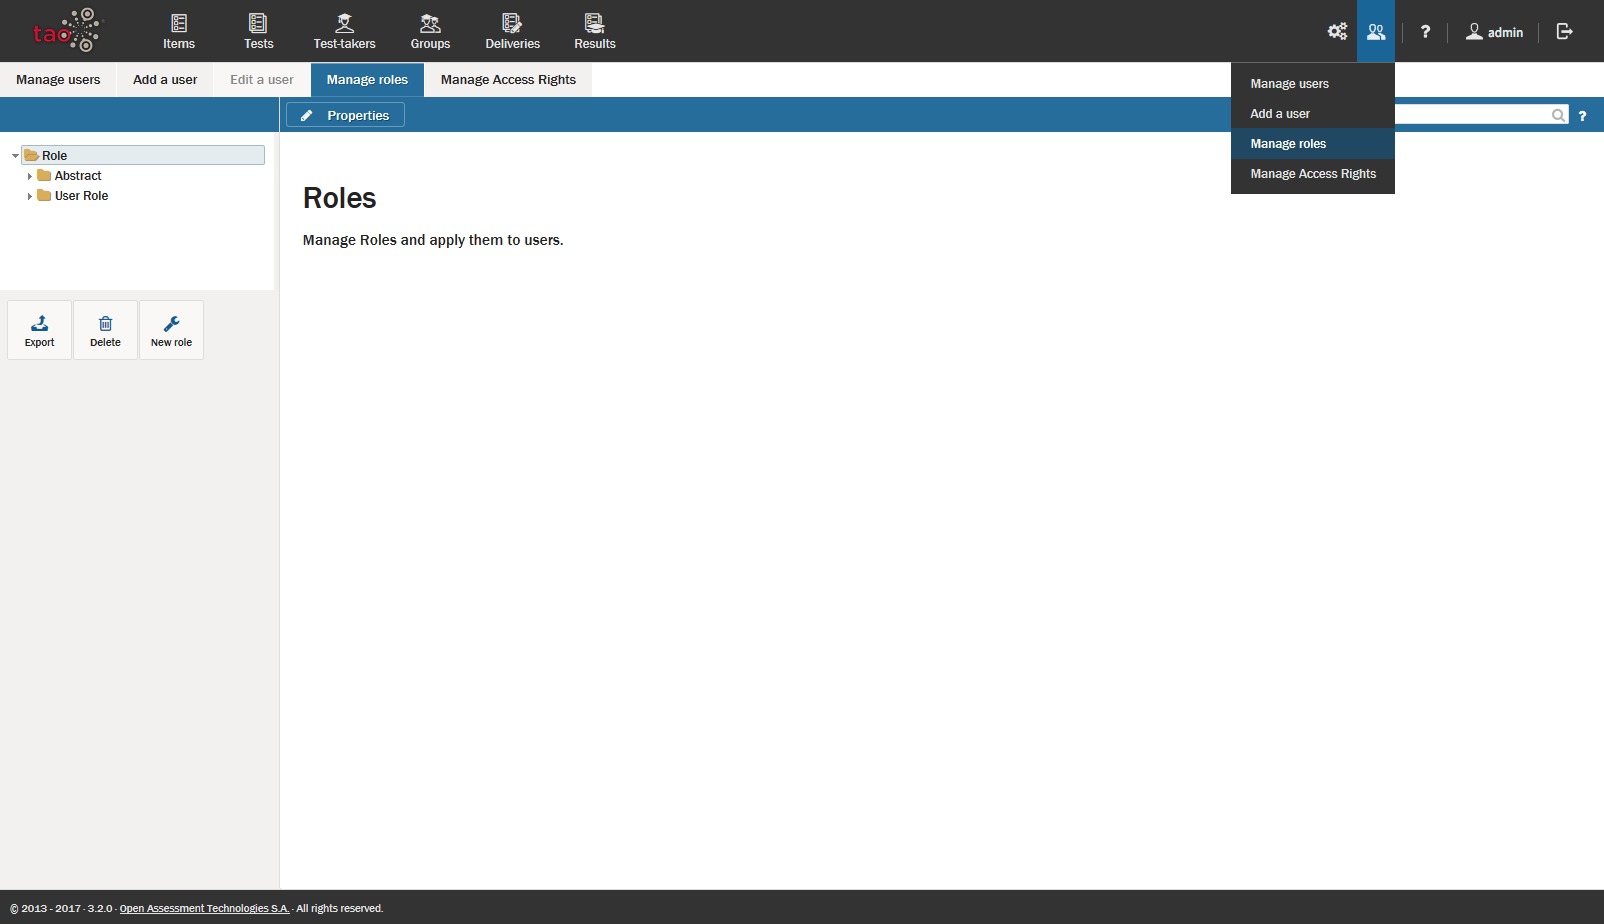 tao
Items
Tests
Test-takers
Groups
Deliveries
Results
?
admin
Manage users
Add a user
Edit a user
Manage roles
Manage Access Rights
Manage users
Add a user
Manage roles
Manage Access Rights
Properties
?
Role
Abstract
User Role
Roles
Manage Roles and apply them to users.
Export
Delete
New role
© 2013 - 2017 · 3.2.0 · Open Assessment Technologies S.A. · All rights reserved.